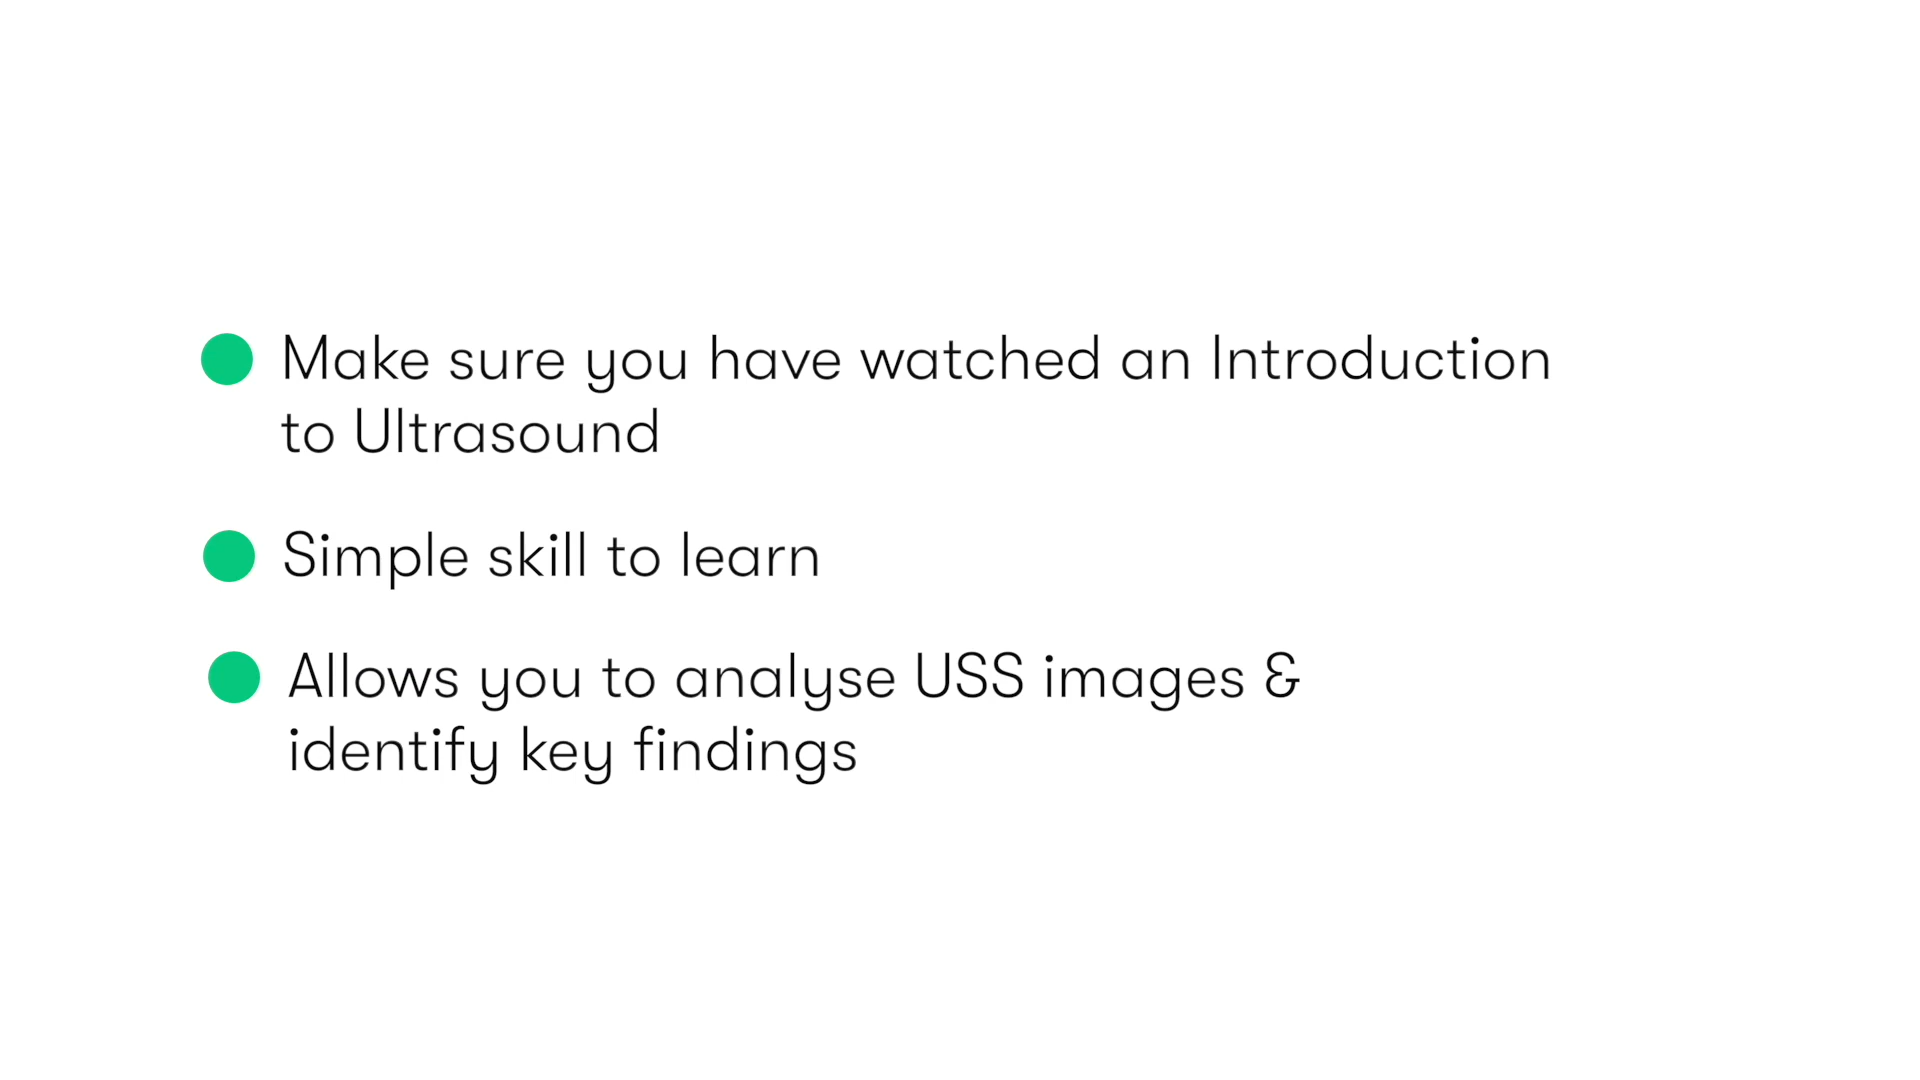 Make sure you have watched an Introduction
to Ultrasound
Simple skill to learn
Allows you to analyse USS images &
identify key findings